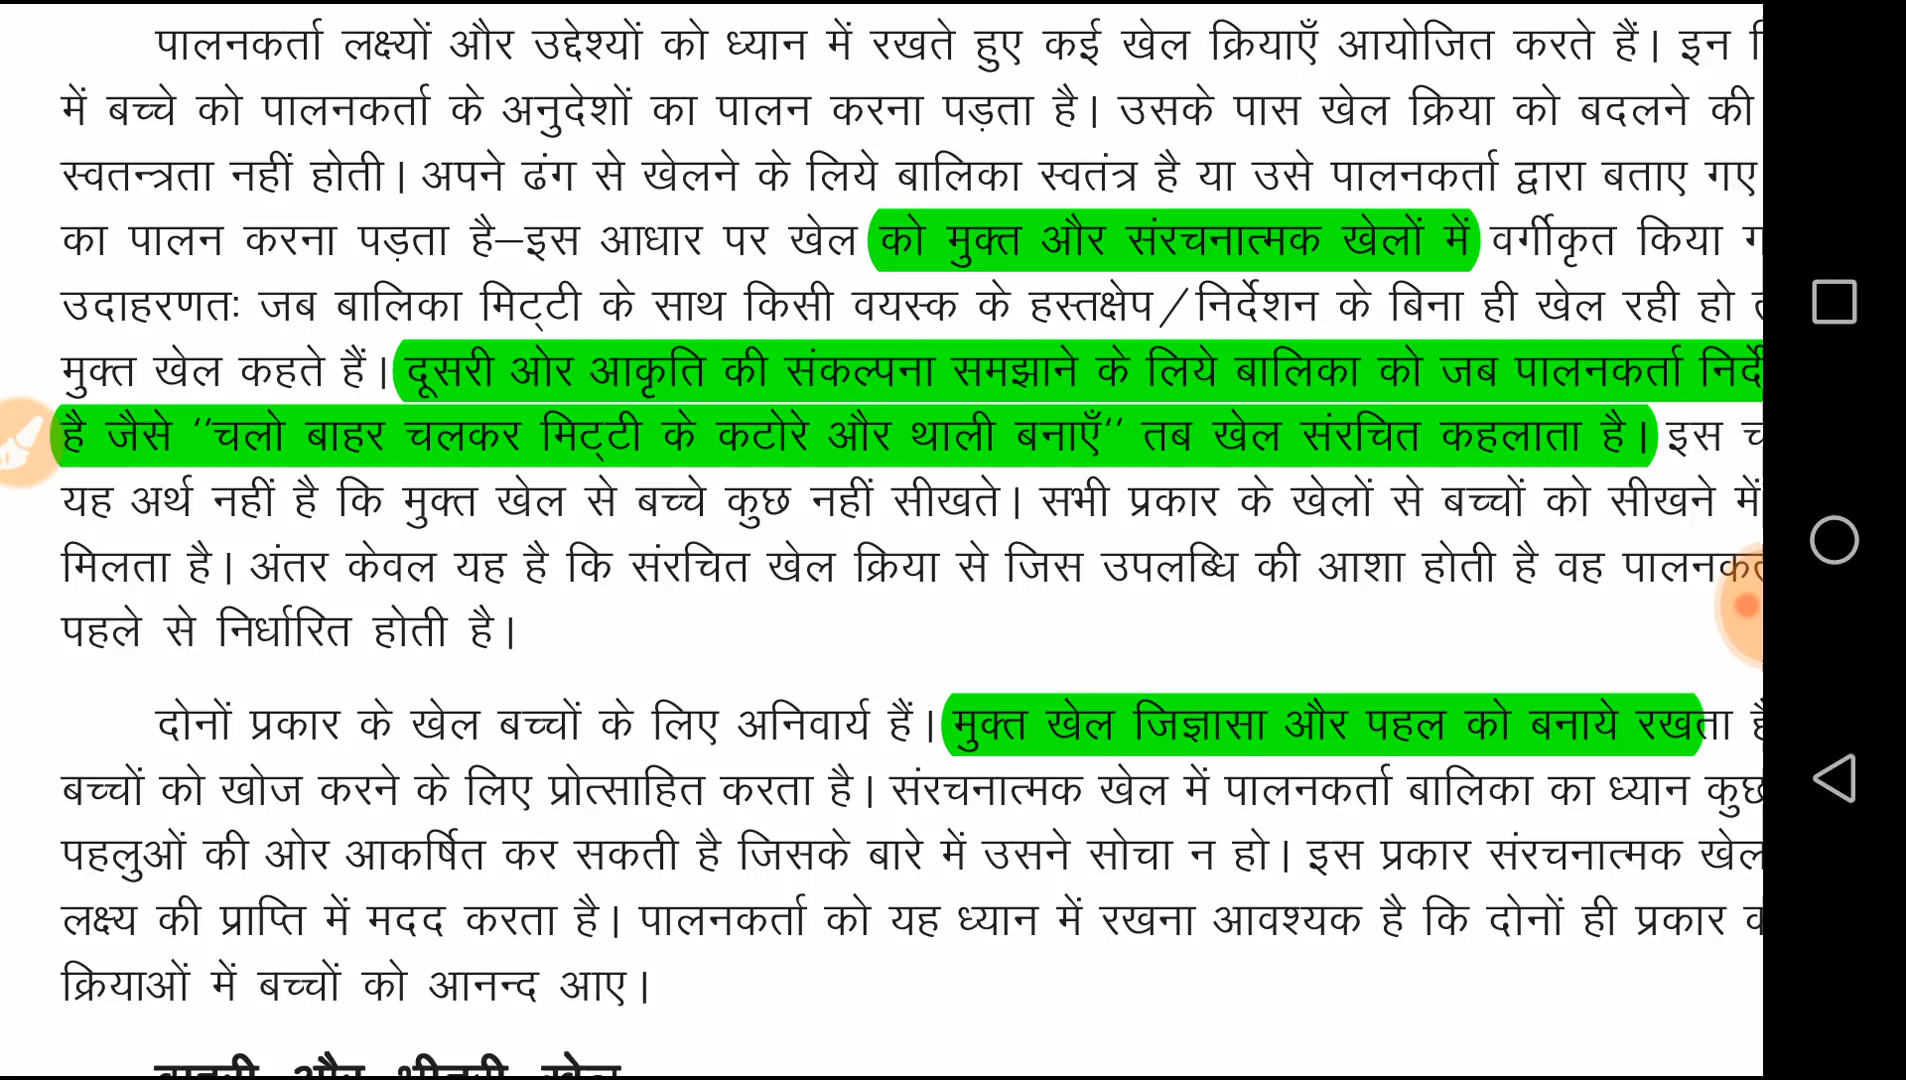 पालनकर्ता लक्ष्यों और उद्देश्यों को ध्यान में रखते हुए कई खेल क्रियाएँ आयोजित करते हैं। इन
में बच्चे को पालनकर्ता के अनुदेशों का पालन करना पड़ता है। उसके पास खेल क्रिया को बदलने की
स्वतन्त्रता नहीं होती। अपने ढंग से खेलने के लिये बालिका स्वतंत्र है या उसे पालनकर्ता द्वारा बताए गए
का पालन करना पड़ता है–इस आधार पर खेल को मुक्त और संरचनात्मक खेलों में वर्गीकृत किया
उदाहरणतः जब बालिका मिट्टी के साथ किसी वयस्क के हस्तक्षेप/निर्देशन के बिना ही खेल रही हो
मुक्त खेल कहते हैं। दूसरी ओर आकृति की संकल्पना समझाने के लिये बालिका को जब पालनकर्ता
है जैसे ‘‘चलो बाहर चलकर मिट्टी के कटोरे और थाली बनाएँ‘‘ तब खेल संरचित कहलाता है। इस
यह अर्थ नहीं है कि मुक्त खेल से बच्चे कुछ नहीं सीखते। सभी प्रकार के खेलों से बच्चों को सीखने में
मिलता है। अंतर केवल यह है कि संरचित खेल क्रिया से जिस उपलब्धि की आशा होती है वह
पहले से निर्धारित होती है।
दोनों प्रकार के खेल बच्चों के लिए अनिवार्य हैं। मुक्त खेल जिज्ञासा और पहल को बनाये रखता
बच्चों को खोज करने के लिए प्रोत्साहित करता है। संरचनात्मक खेल में पालनकर्ता बालिका का ध्यान कुछ
पहलुओं की ओर आकर्षित कर सकती है जिसके बारे में उसने सोचा न हो। इस प्रकार संरचनात्मक खेल
लक्ष्य की प्राप्ति में मदद करता है। पालनकर्ता को यह ध्यान में रखना आवश्यक है कि दोनों ही प्रकार
क्रियाओं में बच्चों को आनन्द आए।